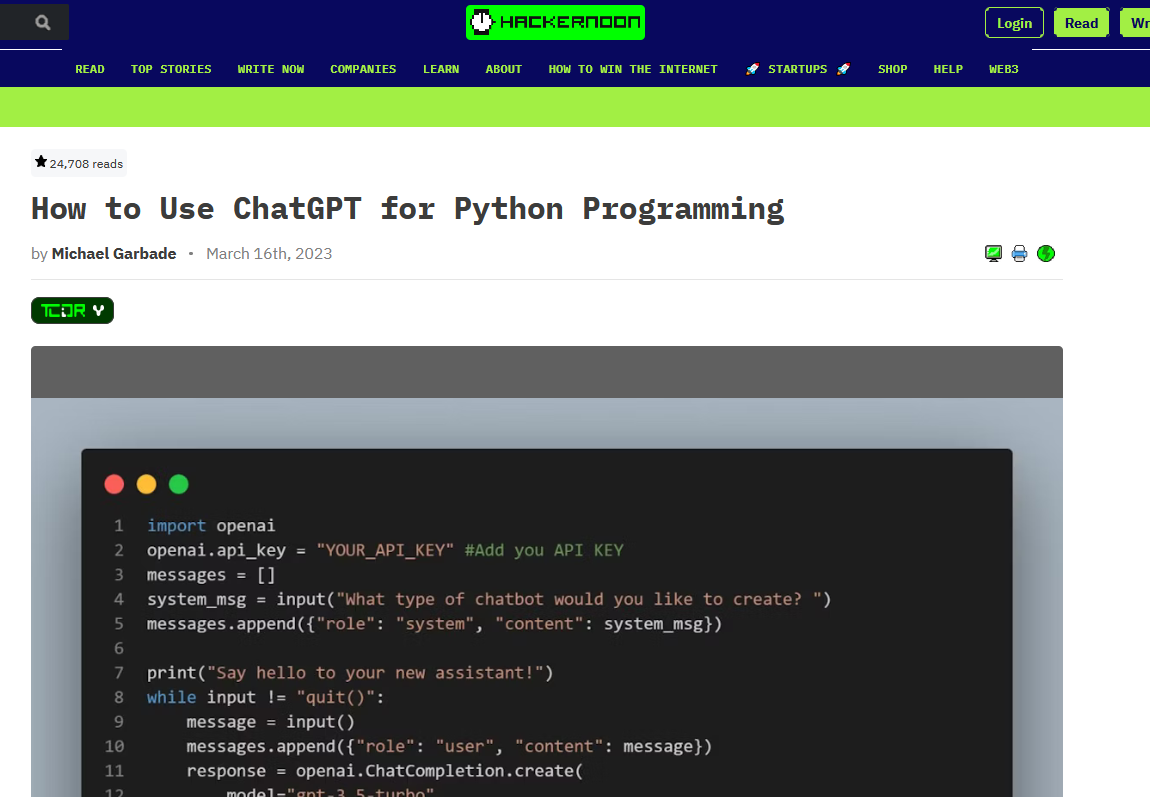 HACKERNOON
Login
Read
Wr
READ TOP STORIES WRITE NOW COMPANIES LEARN ABOUT HOW TO WIN THE INTERNET 🚀 STARTUPS 🚀 SHOP HELP WEB3
24,708 reads
How to Use ChatGPT for Python Programming
by Michael Garbade • March 16th, 2023
TLDR
1 import openai
2 openai.api_key = "YOUR_API_KEY" #Add you API KEY
3 messages = []
4 system_msg = input("What type of chatbot would you like to create? ")
5 messages.append({"role": "system", "content": system_msg})
6
7 print("Say hello to your new assistant!")
8 while input != "quit()":
9     message = input()
10     messages.append({"role": "user", "content": message})
11     response = openai.ChatCompletion.create(
12         model="gpt-3.5-turbo"